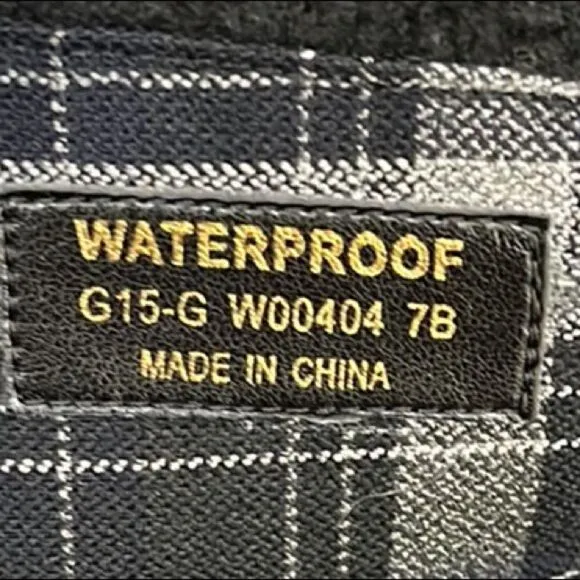 WATERPROOF
G15-G W00404 7B
MADE IN CHINA